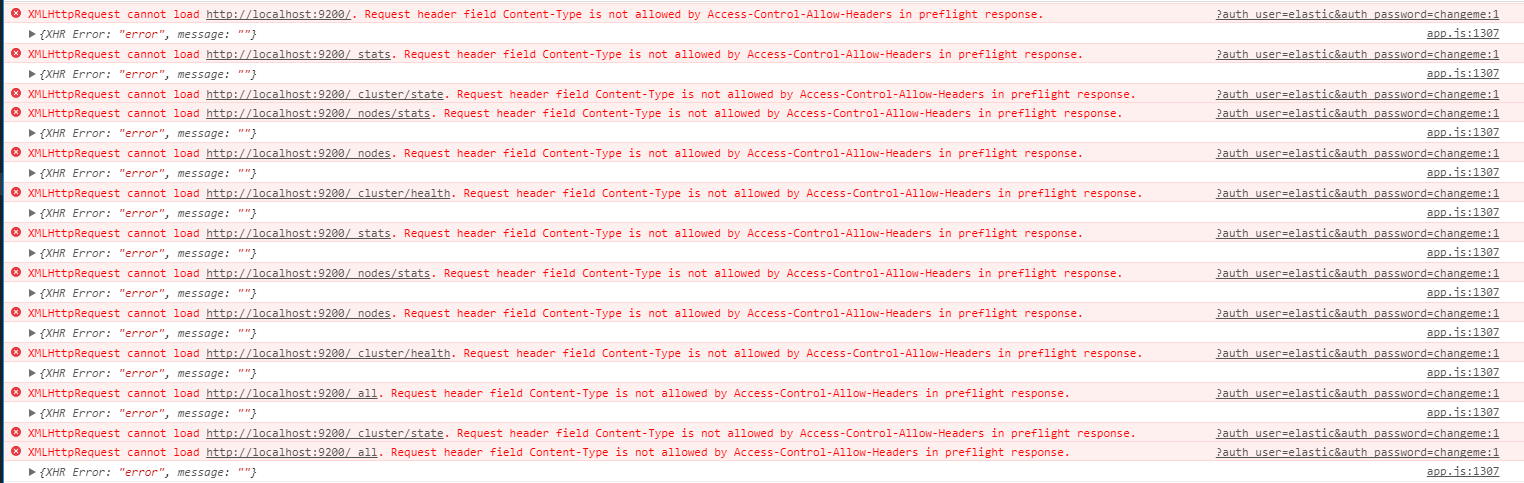 XMLHttpRequest cannot load http://localhost:9200/. Request header field Content-Type is not allowed by Access-Control-Allow-Headers in preflight response. ?auth_user=elastic&auth_password=changeme:1
▶{XHR Error: "error", message: ""} app.js:1307
XMLHttpRequest cannot load http://localhost:9200/_stats. Request header field Content-Type is not allowed by Access-Control-Allow-Headers in preflight response. ?auth_user=elastic&auth_password=changeme:1
▶{XHR Error: "error", message: ""} app.js:1307
XMLHttpRequest cannot load http://localhost:9200/_cluster/state. Request header field Content-Type is not allowed by Access-Control-Allow-Headers in preflight response. ?auth_user=elastic&auth_password=changeme:1
XMLHttpRequest cannot load http://localhost:9200/_nodes/stats. Request header field Content-Type is not allowed by Access-Control-Allow-Headers in preflight response. ?auth_user=elastic&auth_password=changeme:1
▶{XHR Error: "error", message: ""} app.js:1307
XMLHttpRequest cannot load http://localhost:9200/_nodes. Request header field Content-Type is not allowed by Access-Control-Allow-Headers in preflight response. ?auth_user=elastic&auth_password=changeme:1
▶{XHR Error: "error", message: ""} app.js:1307
XMLHttpRequest cannot load http://localhost:9200/_cluster/health. Request header field Content-Type is not allowed by Access-Control-Allow-Headers in preflight response. ?auth_user=elastic&auth_password=changeme:1
▶{XHR Error: "error", message: ""} app.js:1307
XMLHttpRequest cannot load http://localhost:9200/_stats. Request header field Content-Type is not allowed by Access-Control-Allow-Headers in preflight response. ?auth_user=elastic&auth_password=changeme:1
▶{XHR Error: "error", message: ""} app.js:1307
XMLHttpRequest cannot load http://localhost:9200/_nodes/stats. Request header field Content-Type is not allowed by Access-Control-Allow-Headers in preflight response. ?auth_user=elastic&auth_password=changeme:1
▶{XHR Error: "error", message: ""} app.js:1307
XMLHttpRequest cannot load http://localhost:9200/_nodes. Request header field Content-Type is not allowed by Access-Control-Allow-Headers in preflight response. ?auth_user=elastic&auth_password=changeme:1
▶{XHR Error: "error", message: ""} app.js:1307
XMLHttpRequest cannot load http://localhost:9200/_cluster/health. Request header field Content-Type is not allowed by Access-Control-Allow-Headers in preflight response. ?auth_user=elastic&auth_password=changeme:1
▶{XHR Error: "error", message: ""} app.js:1307
XMLHttpRequest cannot load http://localhost:9200/_all. Request header field Content-Type is not allowed by Access-Control-Allow-Headers in preflight response. ?auth_user=elastic&auth_password=changeme:1
▶{XHR Error: "error", message: ""} app.js:1307
XMLHttpRequest cannot load http://localhost:9200/_cluster/state. Request header field Content-Type is not allowed by Access-Control-Allow-Headers in preflight response. ?auth_user=elastic&auth_password=changeme:1
XMLHttpRequest cannot load http://localhost:9200/_all. Request header field Content-Type is not allowed by Access-Control-Allow-Headers in preflight response. ?auth_user=elastic&auth_password=changeme:1
▶{XHR Error: "error", message: ""} app.js:1307